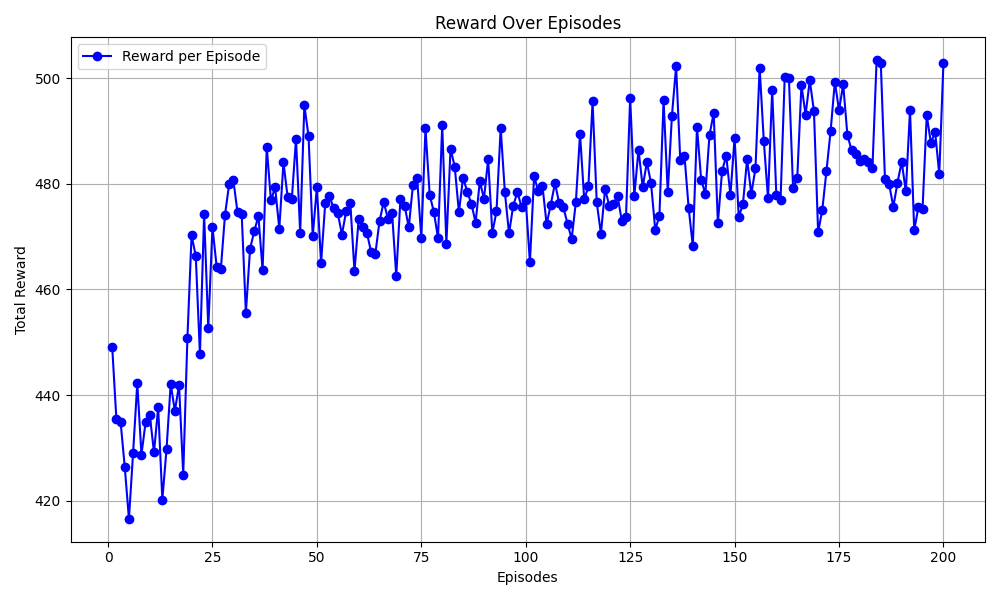 Reward Over Episodes
Reward per Episode
Total Reward
500
480
460
440
420
0 25 50 75 100 125 150 175 200
Episodes